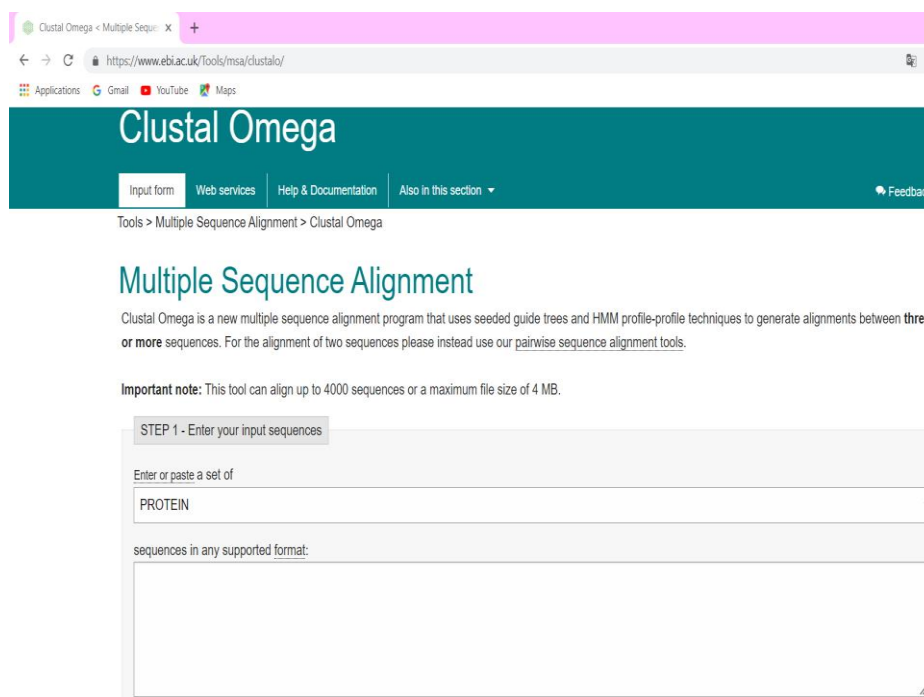 Clustal Omega < Multiple Seque
https://www.ebi.ac.uk/Tools/msa/clustalo/
Applications Gmail YouTube Maps
Clustal Omega
Input form Web services Help & Documentation Also in this section Feedbac
Tools > Multiple Sequence Alignment > Clustal Omega
Multiple Sequence Alignment
Clustal Omega is a new multiple sequence alignment program that uses seeded guide trees and HMM profile-profile techniques to generate alignments between thre
or more sequences. For the alignment of two sequences please instead use our pairwise sequence alignment tools.
Important note: This tool can align up to 4000 sequences or a maximum file size of 4 MB.
STEP 1 - Enter your input sequences
Enter or paste a set of
PROTEIN
sequences in any supported format: